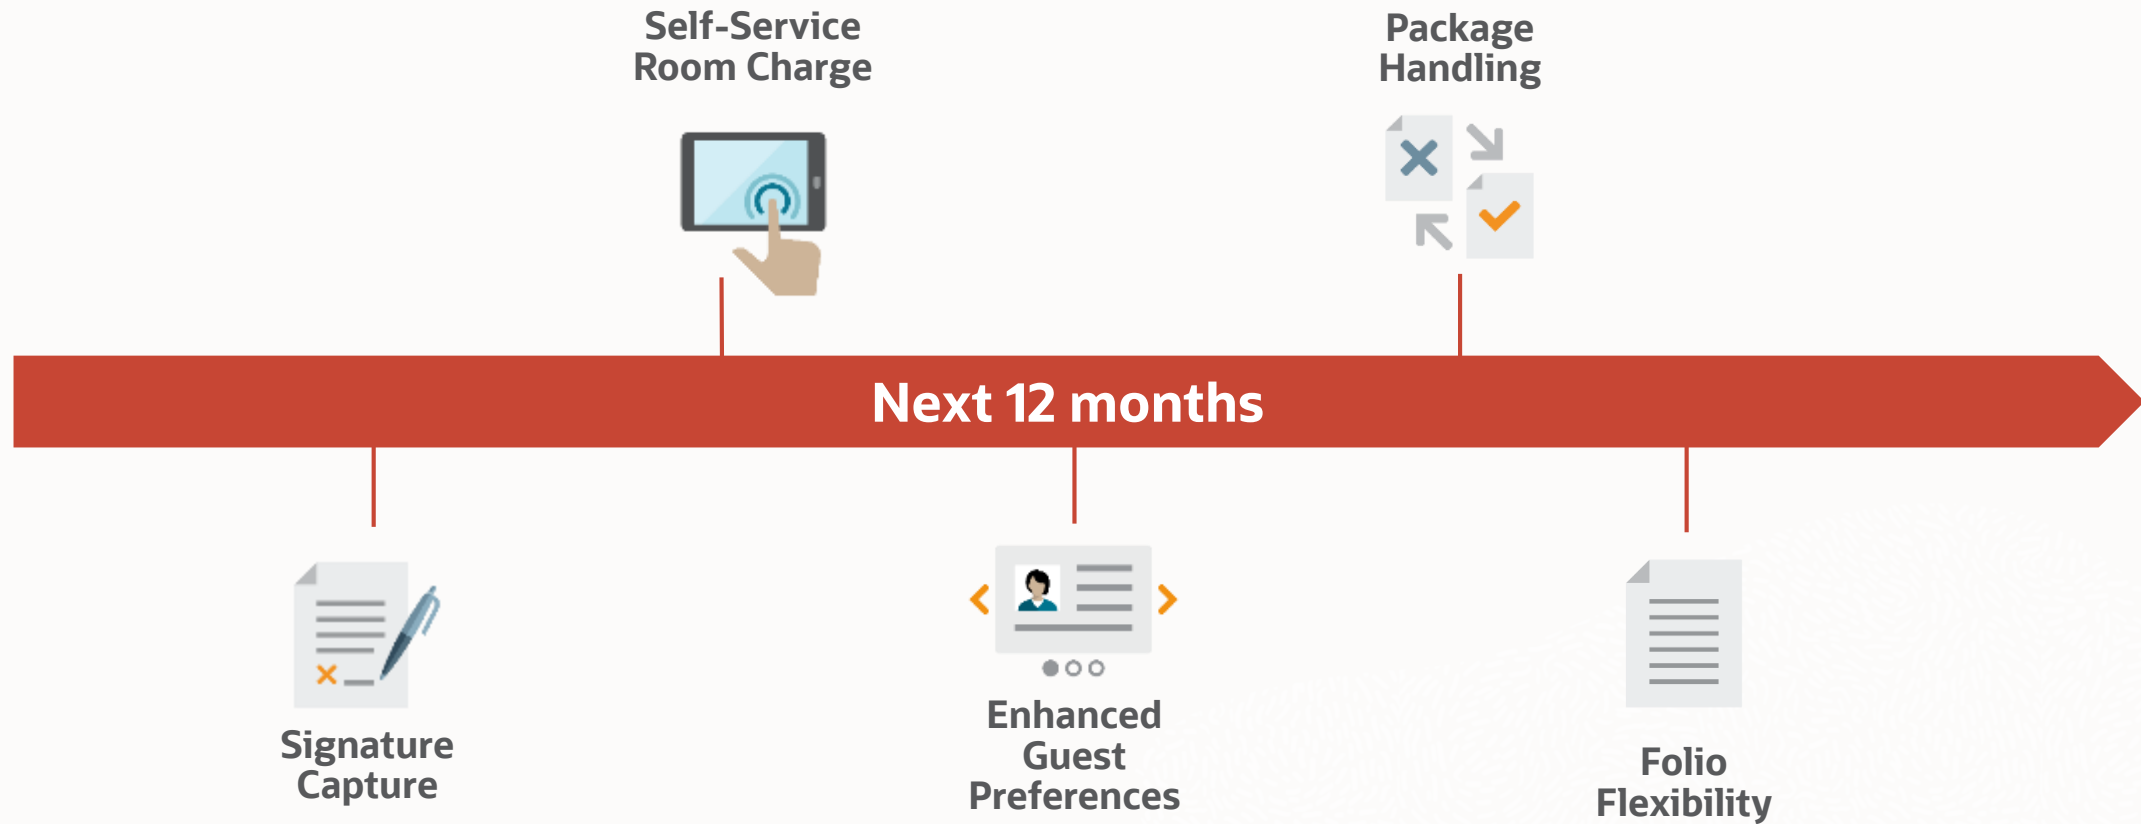 Self-Service
Room Charge
Package
Handling
Next 12 months
Signature
Capture
Enhanced
Guest
Preferences
Folio
Flexibility